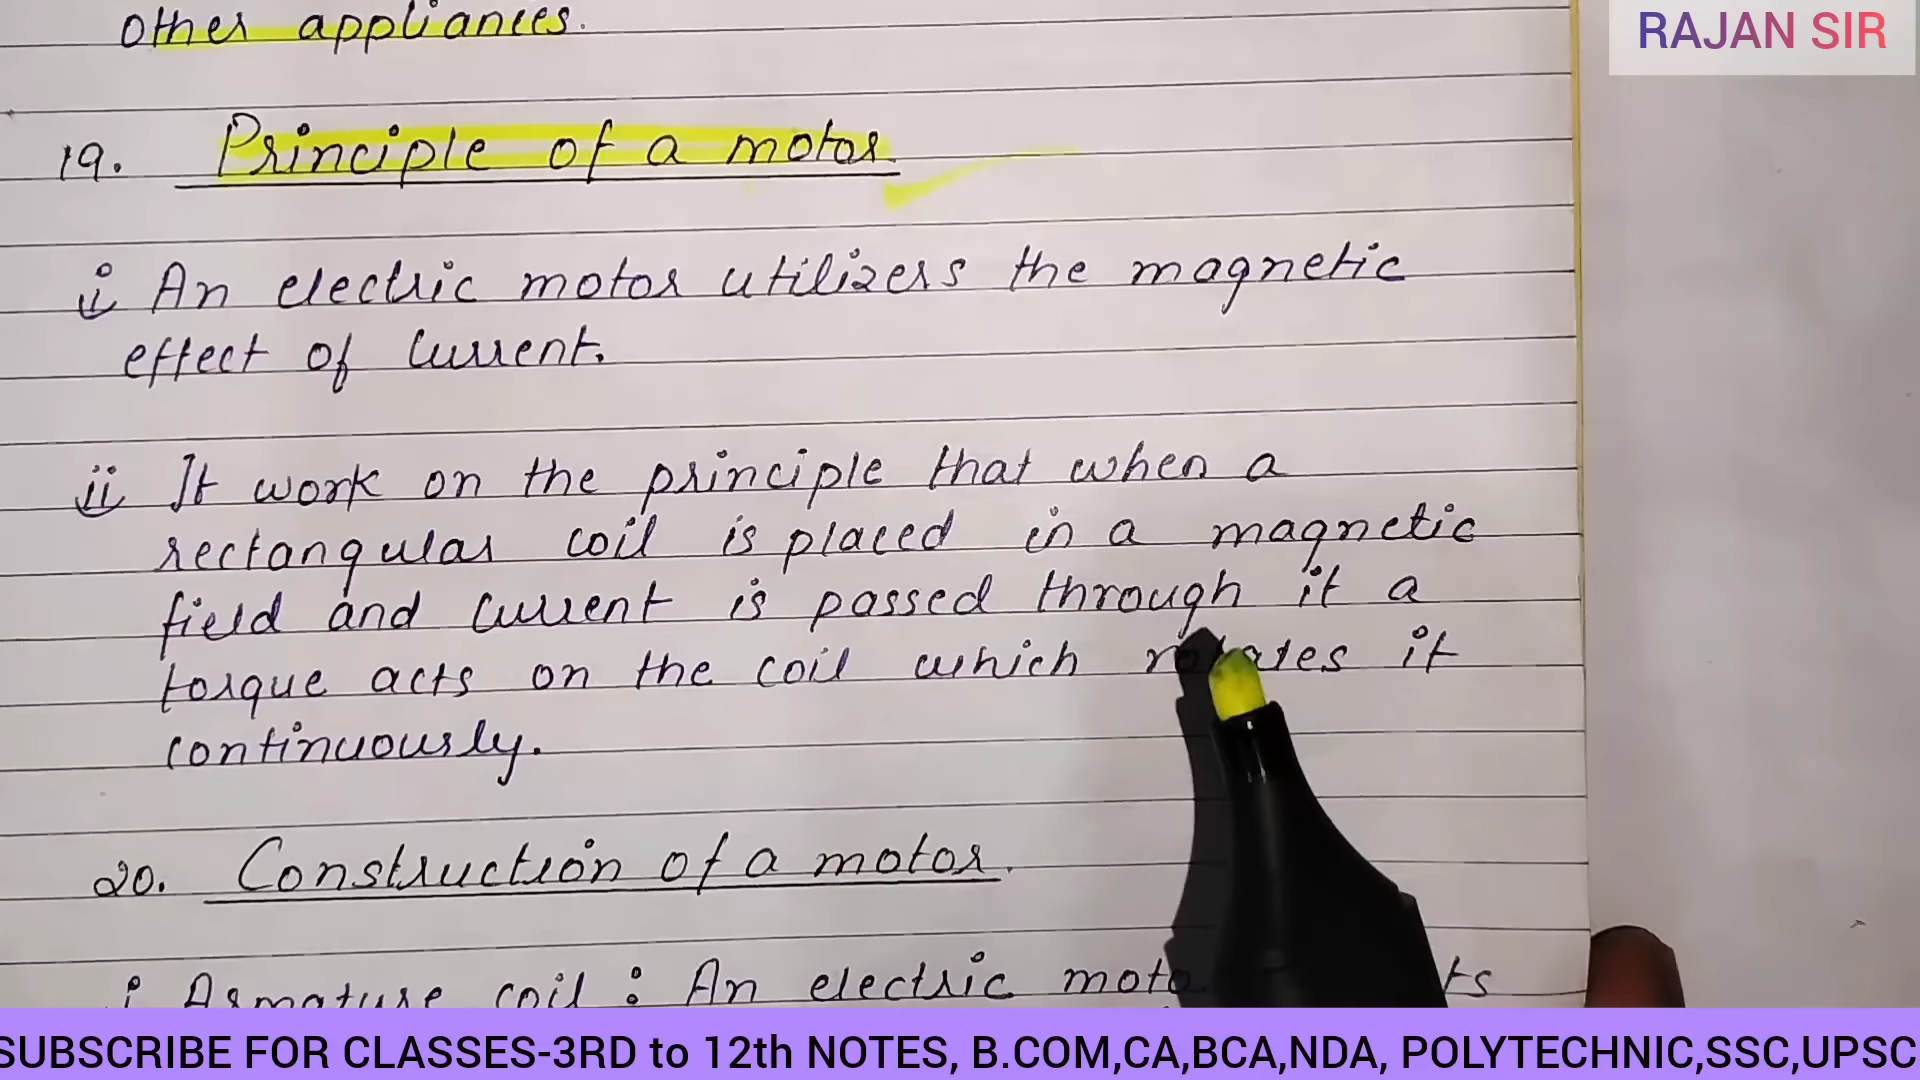 other appliances.
RAJAN SIR
19. Principle of a motor
i An electric motor utilizers the magnetic
effect of current.
ii It work on the principle that when a
rectangular coil is placed in a magnetic
field and current is passed through it a
torque acts on the coil which rotates it
continuously.
20. Construction of a motor.
i Armature coil : An electric
SUBSCRIBE FOR CLASSES-3RD to 12th NOTES, B.COM,CA,BCA,NDA, POLYTECHNIC,SSC,UPSC